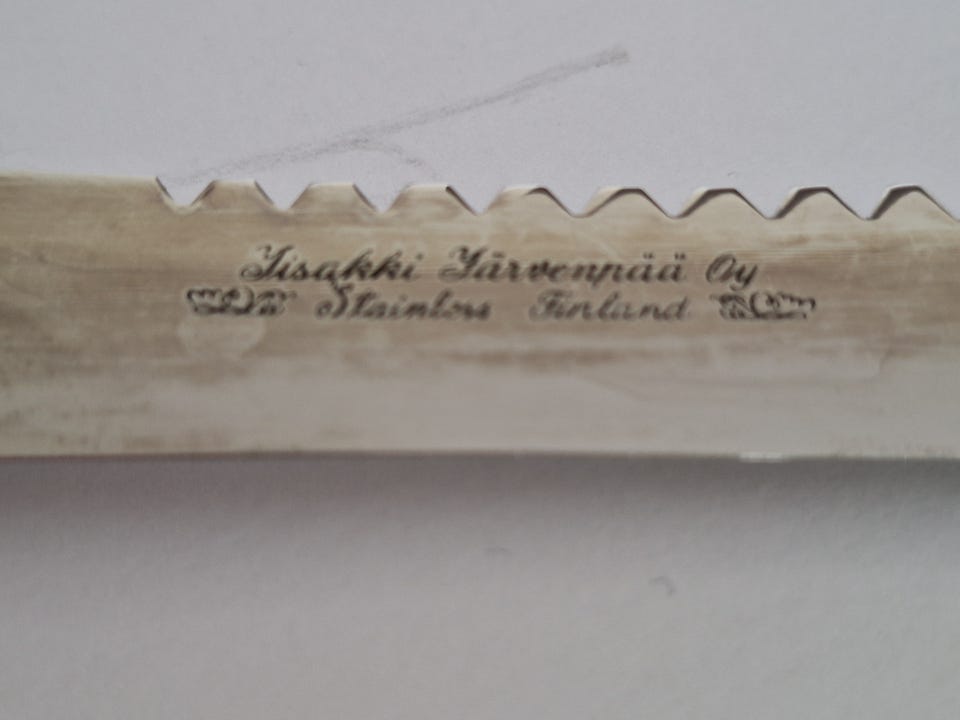 Iisakki Järvenpää Oy
Stainless Finland